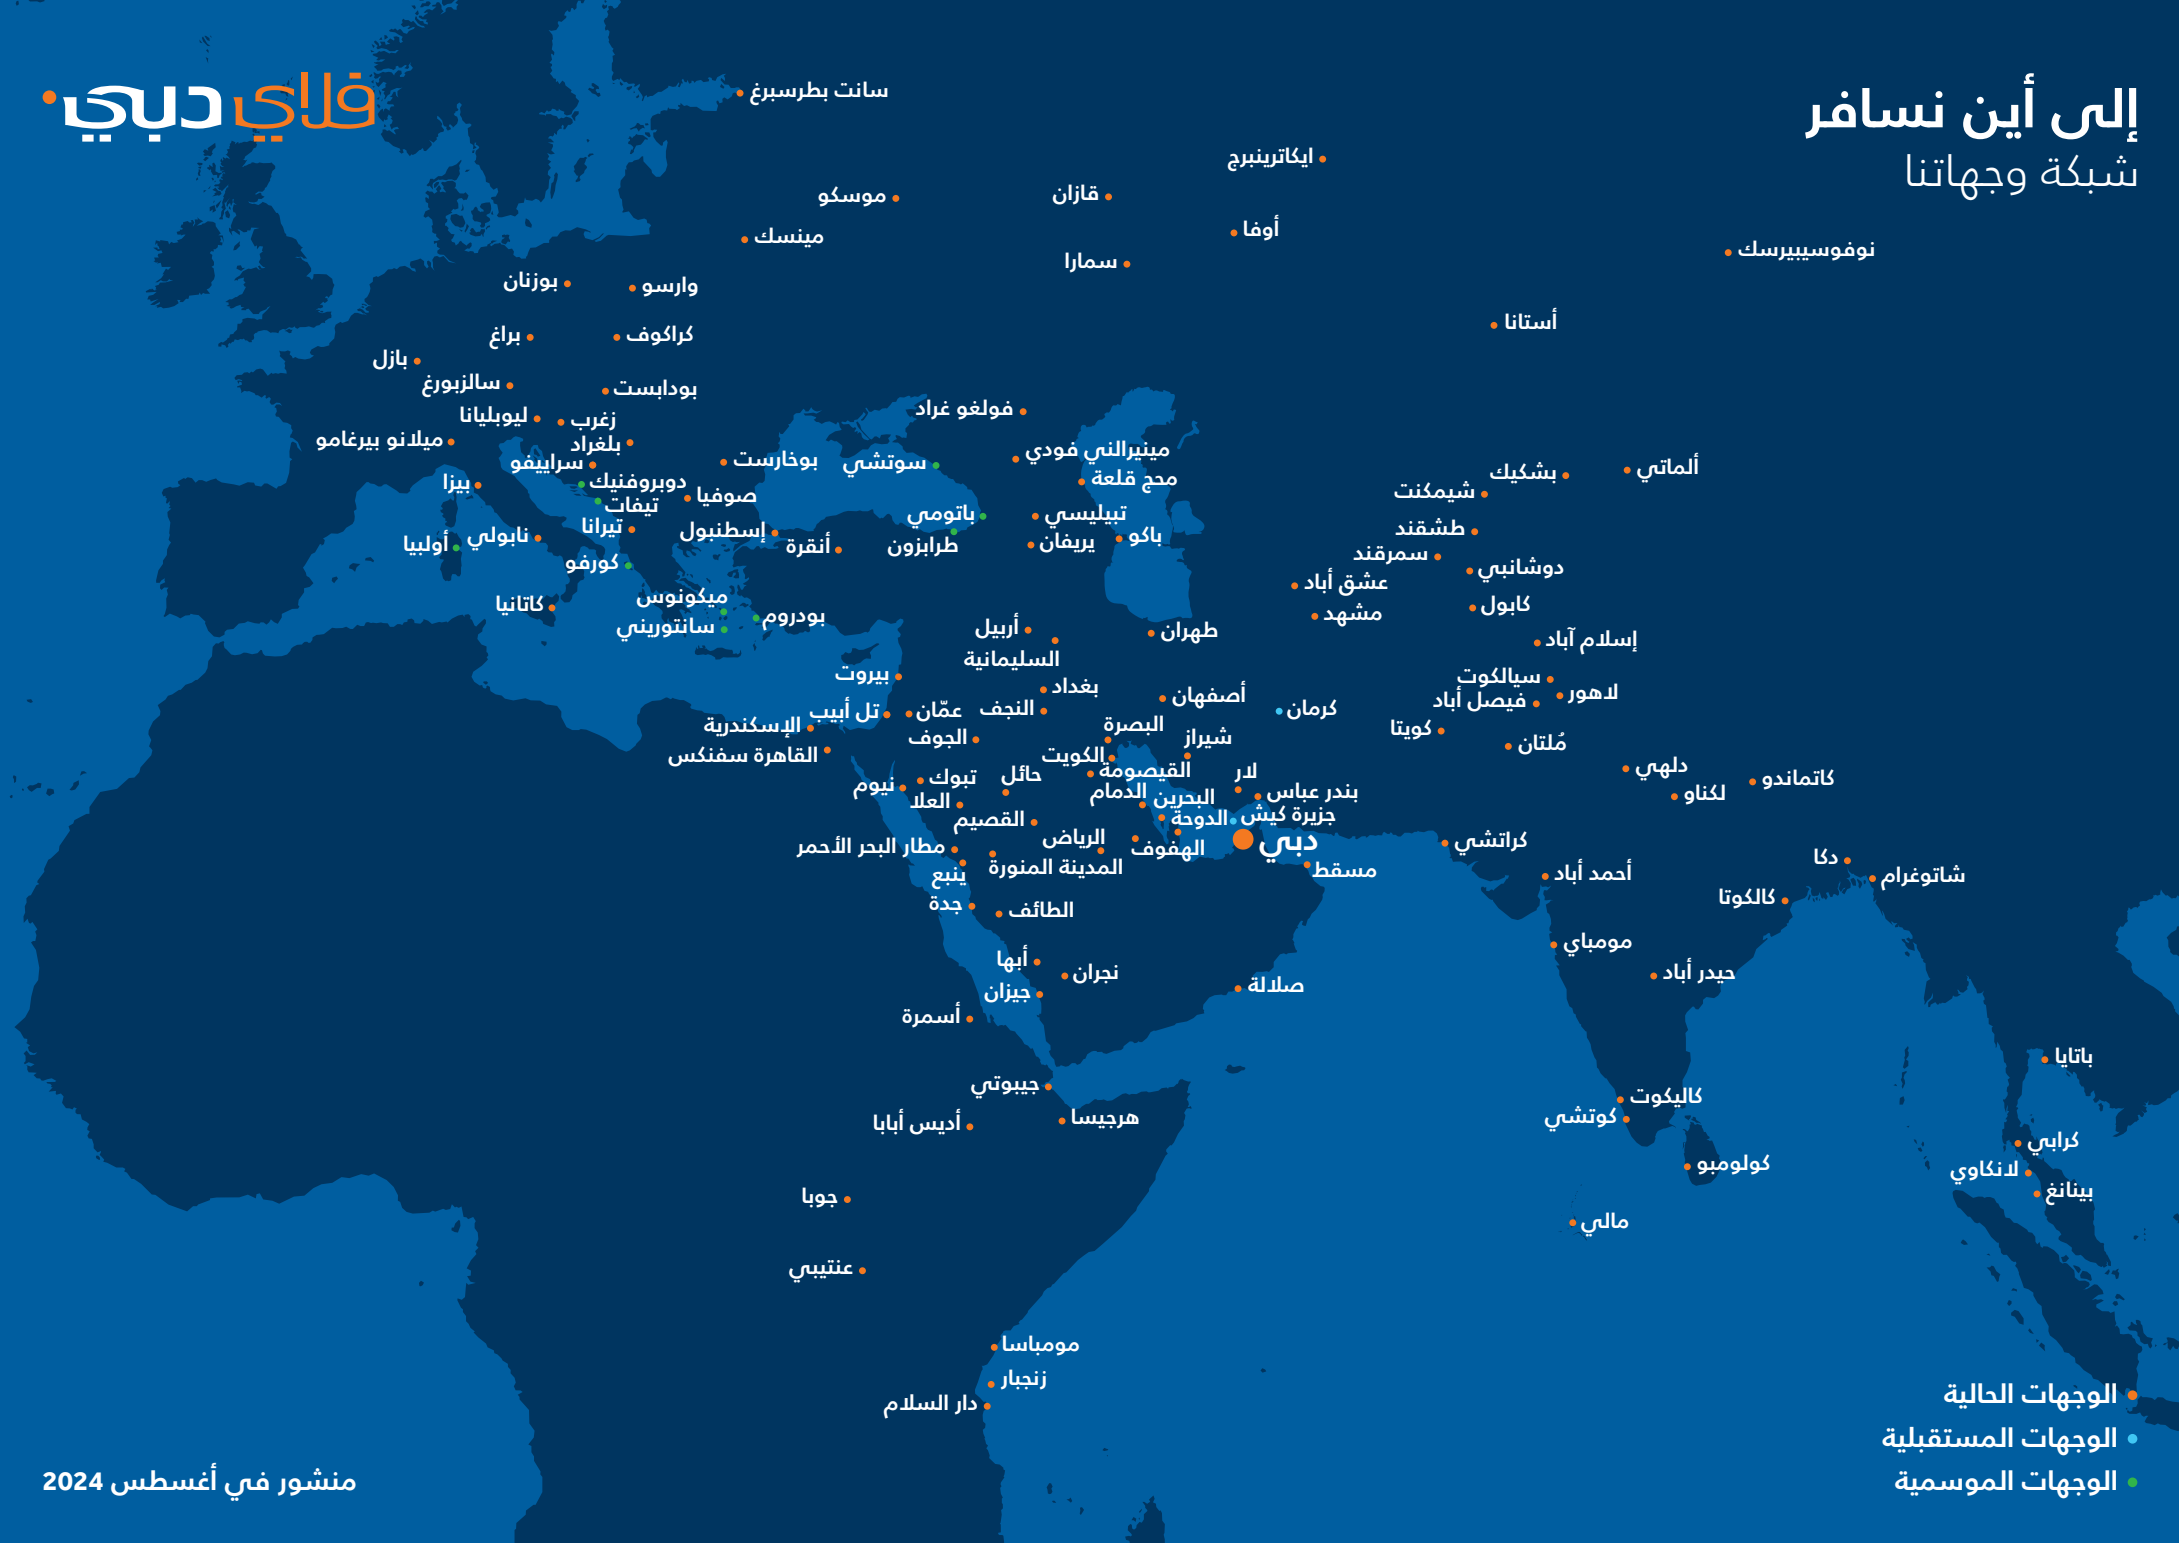 إلى أين نسافر
شبكة وجهاتنا
فلاي دبي
سانت بطرسبرغ
ايكاترينبرج
قازان
موسكو
أوفا
مينسك
سمارا
نوفوسيبيرسك
بوزنان
وارسو
أستانا
براغ
كراكوف
بازل
سالزبورغ
بودابست
ليوبليانا
زغرب
فولغو غراد
ميلانو بيرغامو
بلغراد
سراييفو
بوخارست
سوتشي
مينيرالني فودي
محج قلعة
بيزا
دوبروفنيك
صوفيا
تيفات
بشكيك
ألماتي
شيمكنت
باتومي
تبيليسي
تيرانا
إسطنبول
أنقرة
طرابزون
يريفان
باكو
طشقند
أولبيا
نابولي
كورفو
سمرقند
دوشانبي
عشق أباد
كاتانيا
ميكونوس
بودروم
سانتوريني
مشهد
كابول
أربيل
السليمانية
طهران
إسلام آباد
بيروت
بغداد
أصفهان
سيالكوت
لاهور
فيصل أباد
تل أبيب
عمّان
النجف
كرمان
الإسكندرية
الجوف
البصرة
شيراز
كويتا
مُلتان
القاهرة سفنكس
الكويت
القيصومة
لار
دلهي
كاتماندو
لكناو
نيوم
تبوك
حائل
الدمام
البحرين
بندر عباس
العلا
القصيم
الدوحة
جزيرة كيش
مطار البحر الأحمر
الرياض
الهفوف
دبي
كراتشي
ينبع
المدينة المنورة
مسقط
أحمد أباد
دكا
شاتوغرام
كالكوتا
جدة
الطائف
مومباي
أبها
نجران
حيدر أباد
جيزان
صلالة
أسمرة
باتايا
جيبوتي
هرجيسا
أديس أبابا
كاليكوت
كوتشي
كرابي
كولومبو
لانكاوي
بينانغ
جوبا
مالي
عنتيبي
مومباسا
زنجبار
دار السلام
الوجهات الحالية
الوجهات المستقبلية
الوجهات الموسمية
منشور في أغسطس 2024